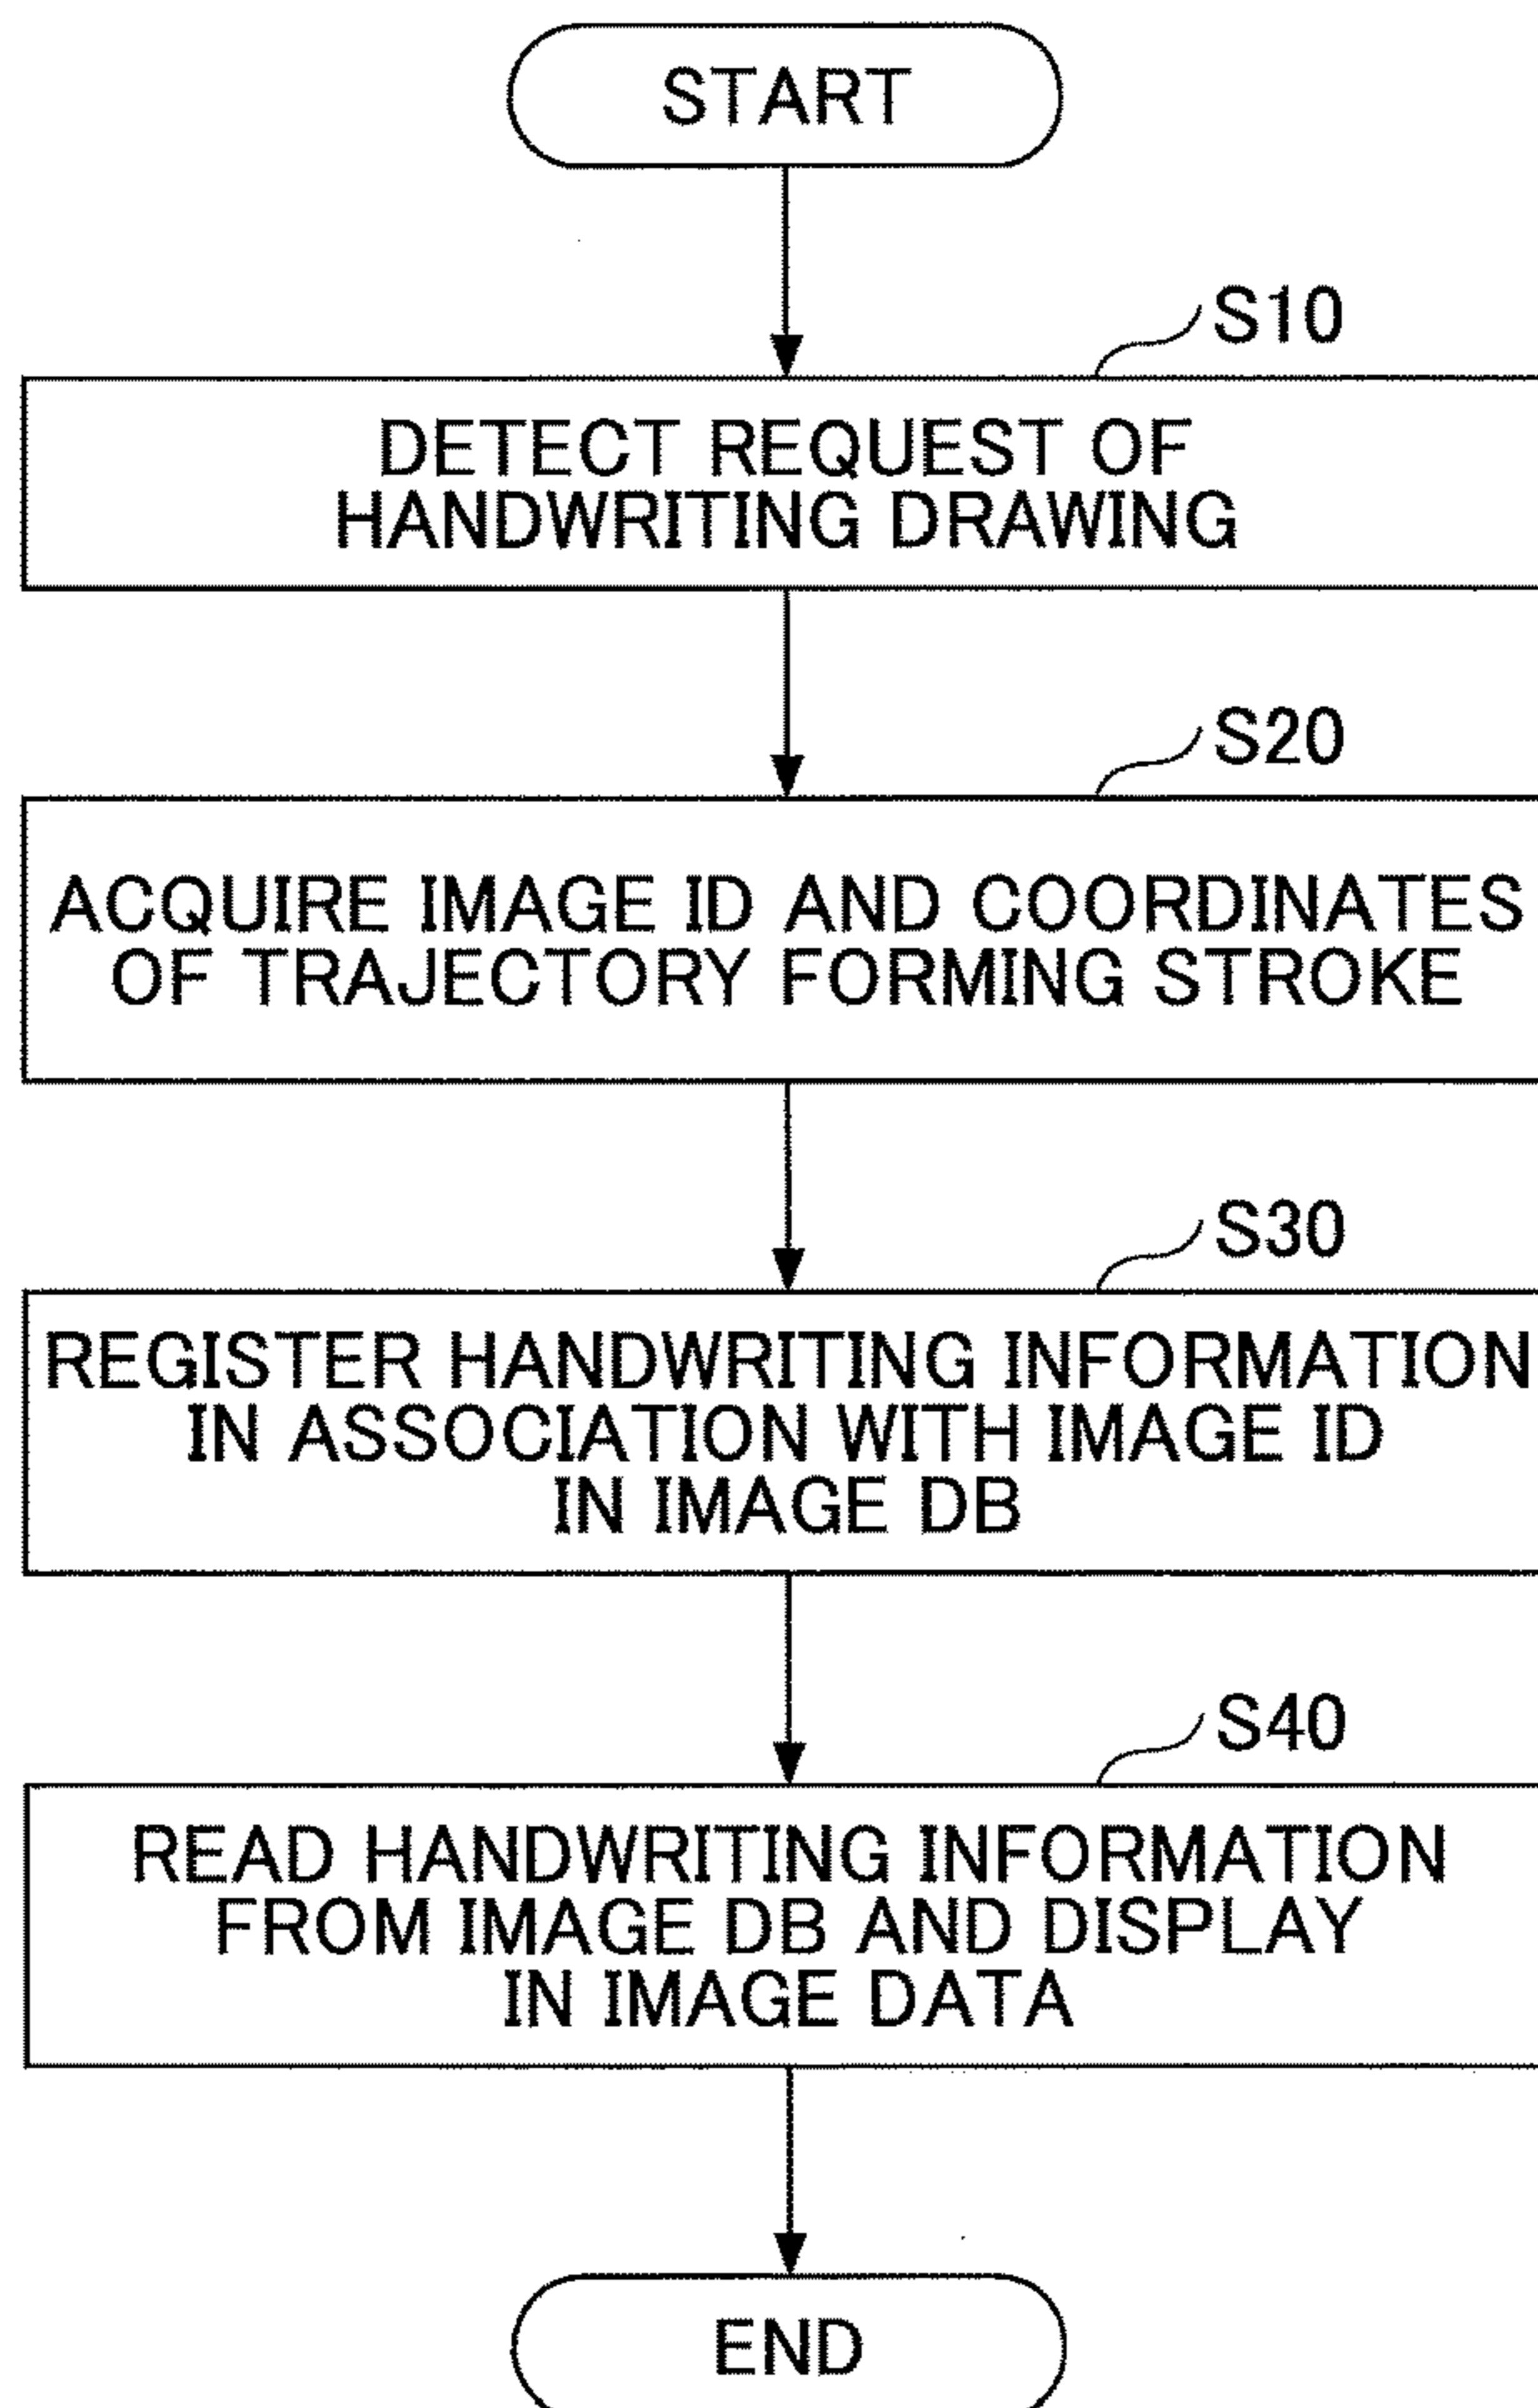 START
S10
DETECT REQUEST OF
HANDWRITING DRAWING
S20
ACQUIRE IMAGE ID AND COORDINATES
OF TRAJECTORY FORMING STROKE
S30
REGISTER HANDWRITING INFORMATION
IN ASSOCIATION WITH IMAGE ID
IN IMAGE DB
S40
READ HANDWRITING INFORMATION
FROM IMAGE DB AND DISPLAY
IN IMAGE DATA
END